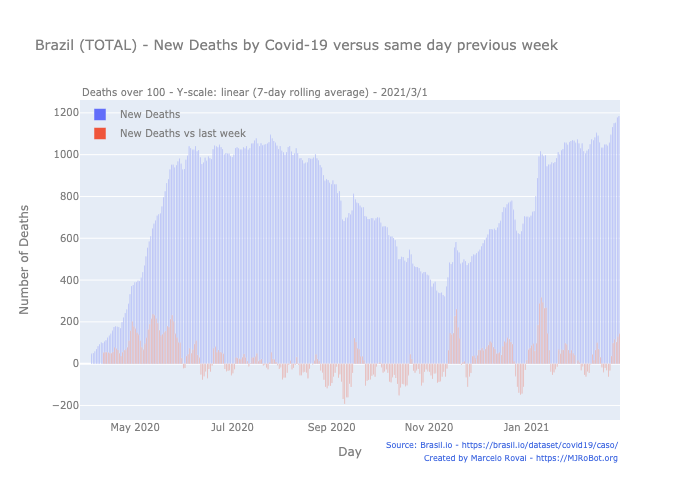 Brazil (TOTAL) - New Deaths by Covid-19 versus same day previous week
Deaths over 100 - Y-scale: linear (7-day rolling average) - 2021/3/1
New Deaths
New Deaths vs last week
1200
1000
800
600
400
200
0
−200
Number of Deaths
May 2020
Jul 2020
Sep 2020
Nov 2020
Jan 2021
Day
Source: Brasil.io - https://brasil.io/dataset/covid19/caso/
Created by Marcelo Rovai - https://MJRoBot.org